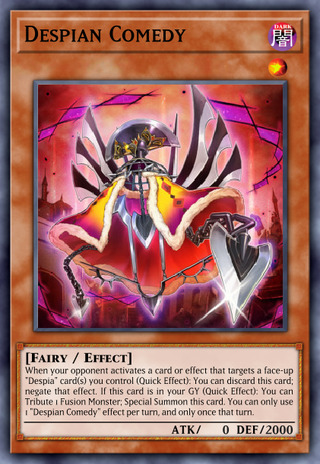 Despian Comedy
DARK
闇
[Fairy / Effect]
When your opponent activates a card or effect that targets a face-up
"Despia" card(s) you control (Quick Effect): You can discard this card;
negate that effect. If this card is in your GY (Quick Effect): You can
Tribute 1 Fusion Monster; Special Summon this card. You can only use
1 "Despian Comedy" effect per turn, and only once that turn.
ATK/ 0 DEF/2000